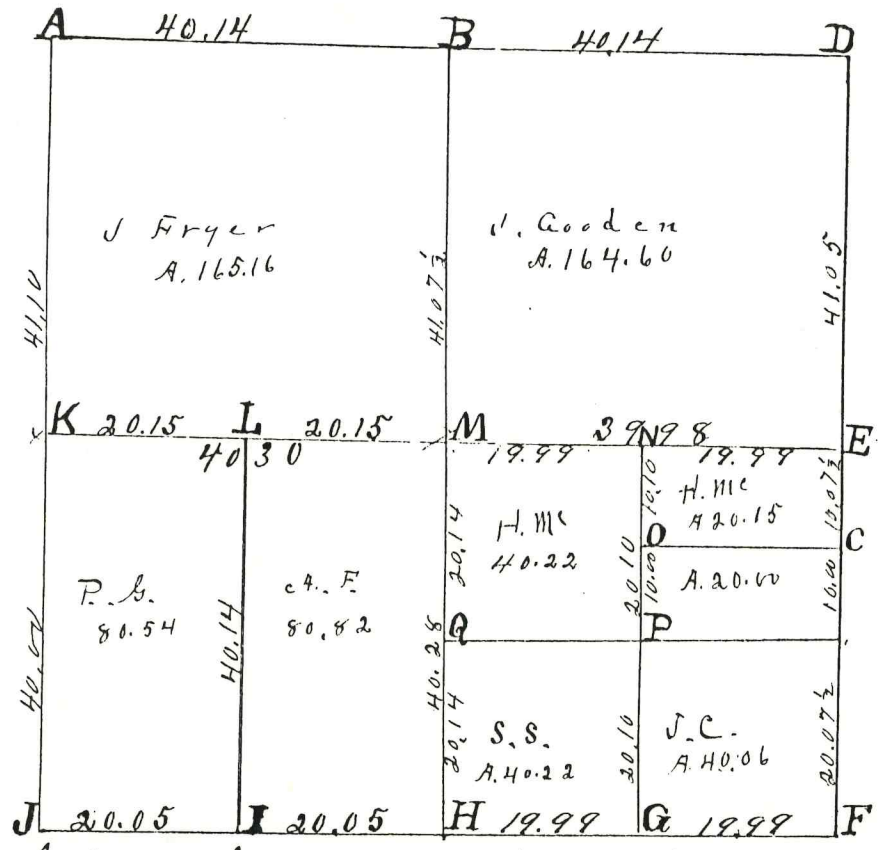 A 40.14 B 40.14 D
J Fryer
A. 165.16
J. Gooden
A. 164.60
41.10
41.07½
41.05
K 20.15 L 20.15 M 39 N 98 E
40 30 19.99 19.99
10.10
H. Mc
A 20.15
10.07½
H. Mc
40.22
20.14
O C
20 10
10.00
A. 20.00
10.00
P. G.
80.54
A. F.
80.82
40.00
40.14
40.28
Q P
20.14
S. S.
A. 40.22
20.10
J. C.
A. 40.06
20.07½
J 20.05 I 20.05 H 19.99 G 19.99 F